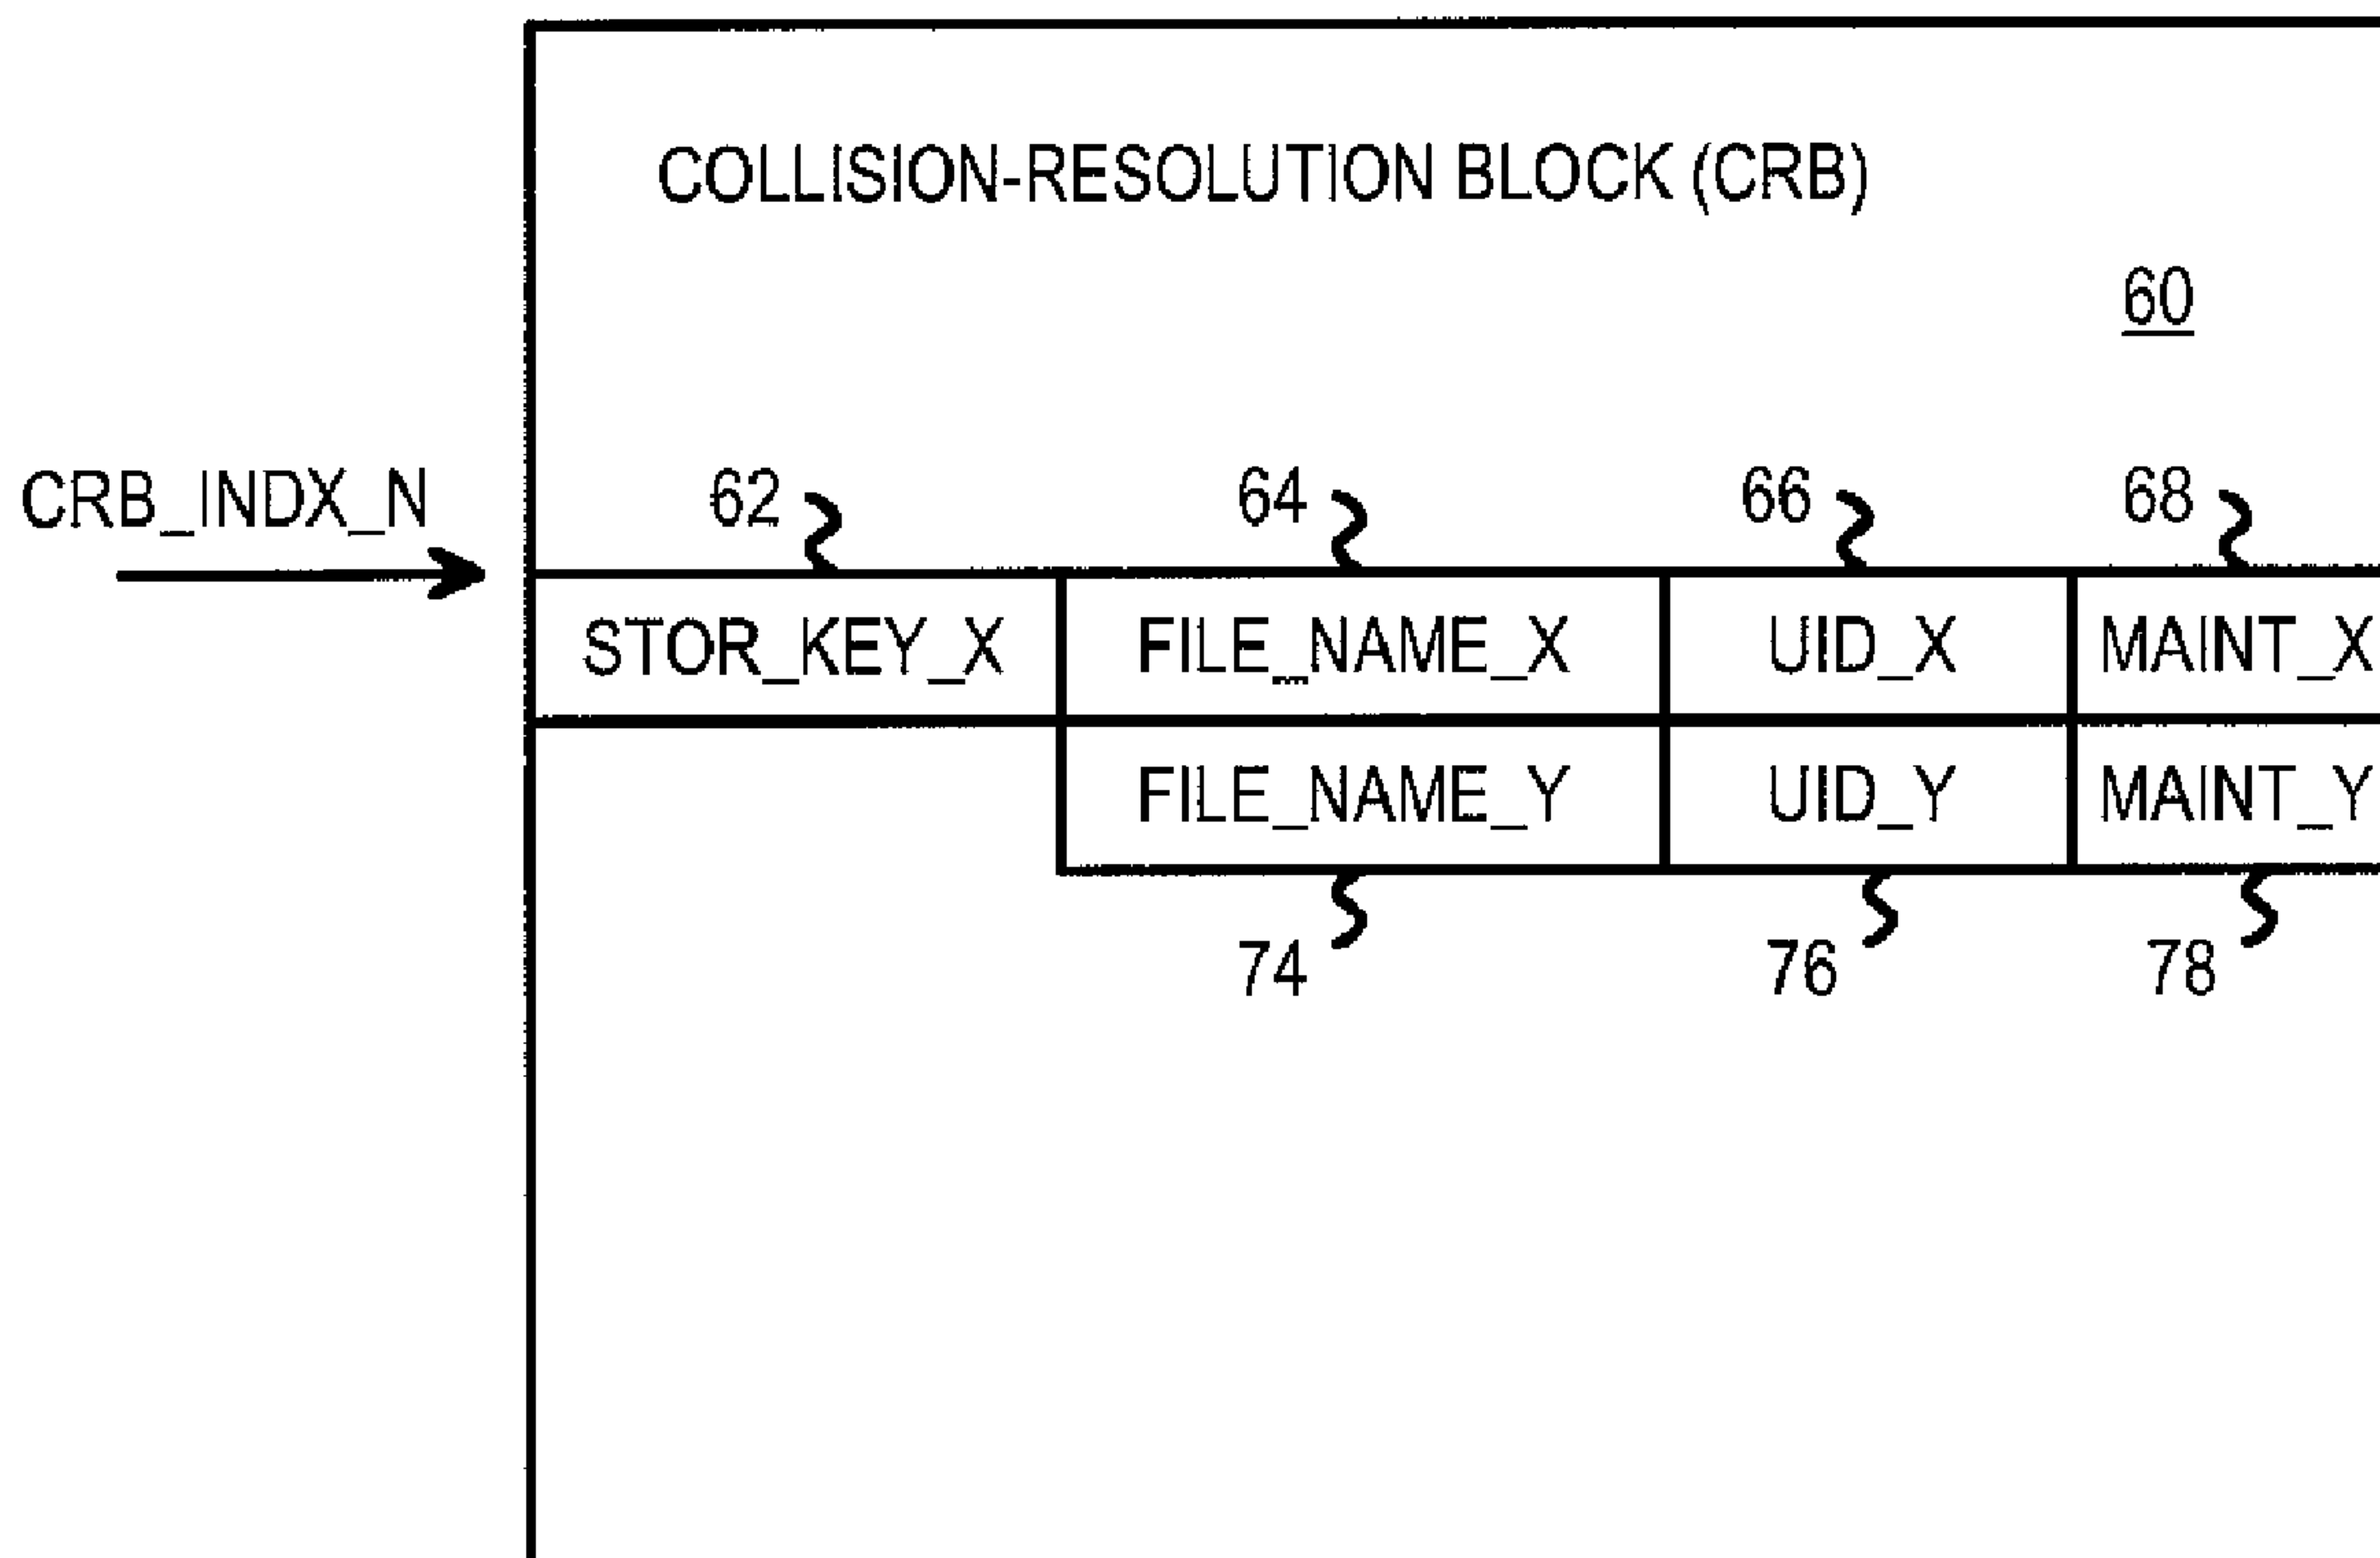 COLLISION-RESOLUTION BLOCK (CRB)
60
CRB_INDX_N
62 64 66 68
STOR_KEY_X FILE_NAME_X UID_X MAINT_X
FILE_NAME_Y UID_Y MAINT_Y
74 76 78